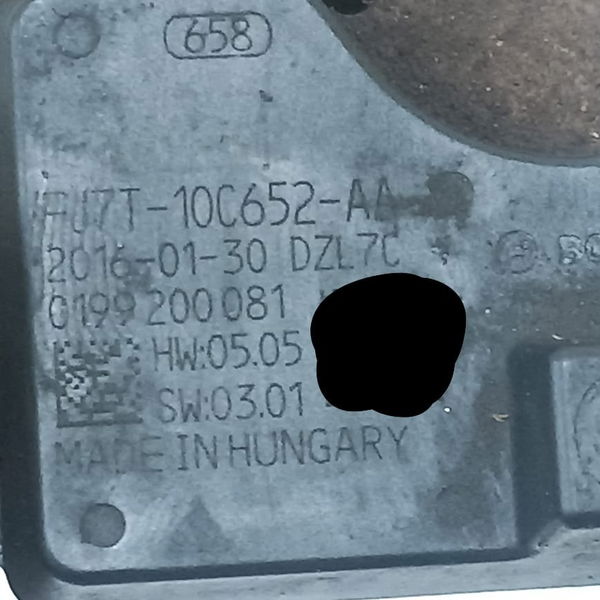 658
FU7T-10C652-AA
2016-01-30 DZL7C
0199 200 081
HW:05.05
SW:03.01
MADE IN HUNGARY